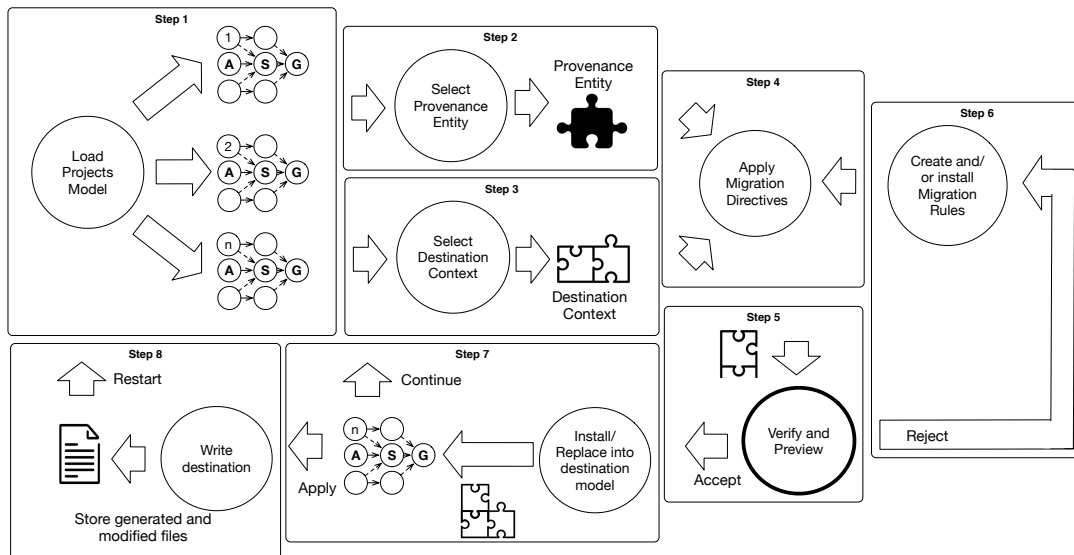 Step 1
1
A S G
Load
Projects
Model
2
A S G
n
A S G
Step 2
Select
Provenance
Entity
Provenance
Entity
Step 3
Select
Destination
Context
Destination
Context
Step 4
Apply
Migration
Directives
Step 6
Create and/
or install
Migration
Rules
Reject
Step 5
Verify and
Preview
Accept
Step 7
Continue
Install/
Replace into
destination
model
n
A S G
Apply
Step 8
Restart
Write
destination
Store generated and
modified files